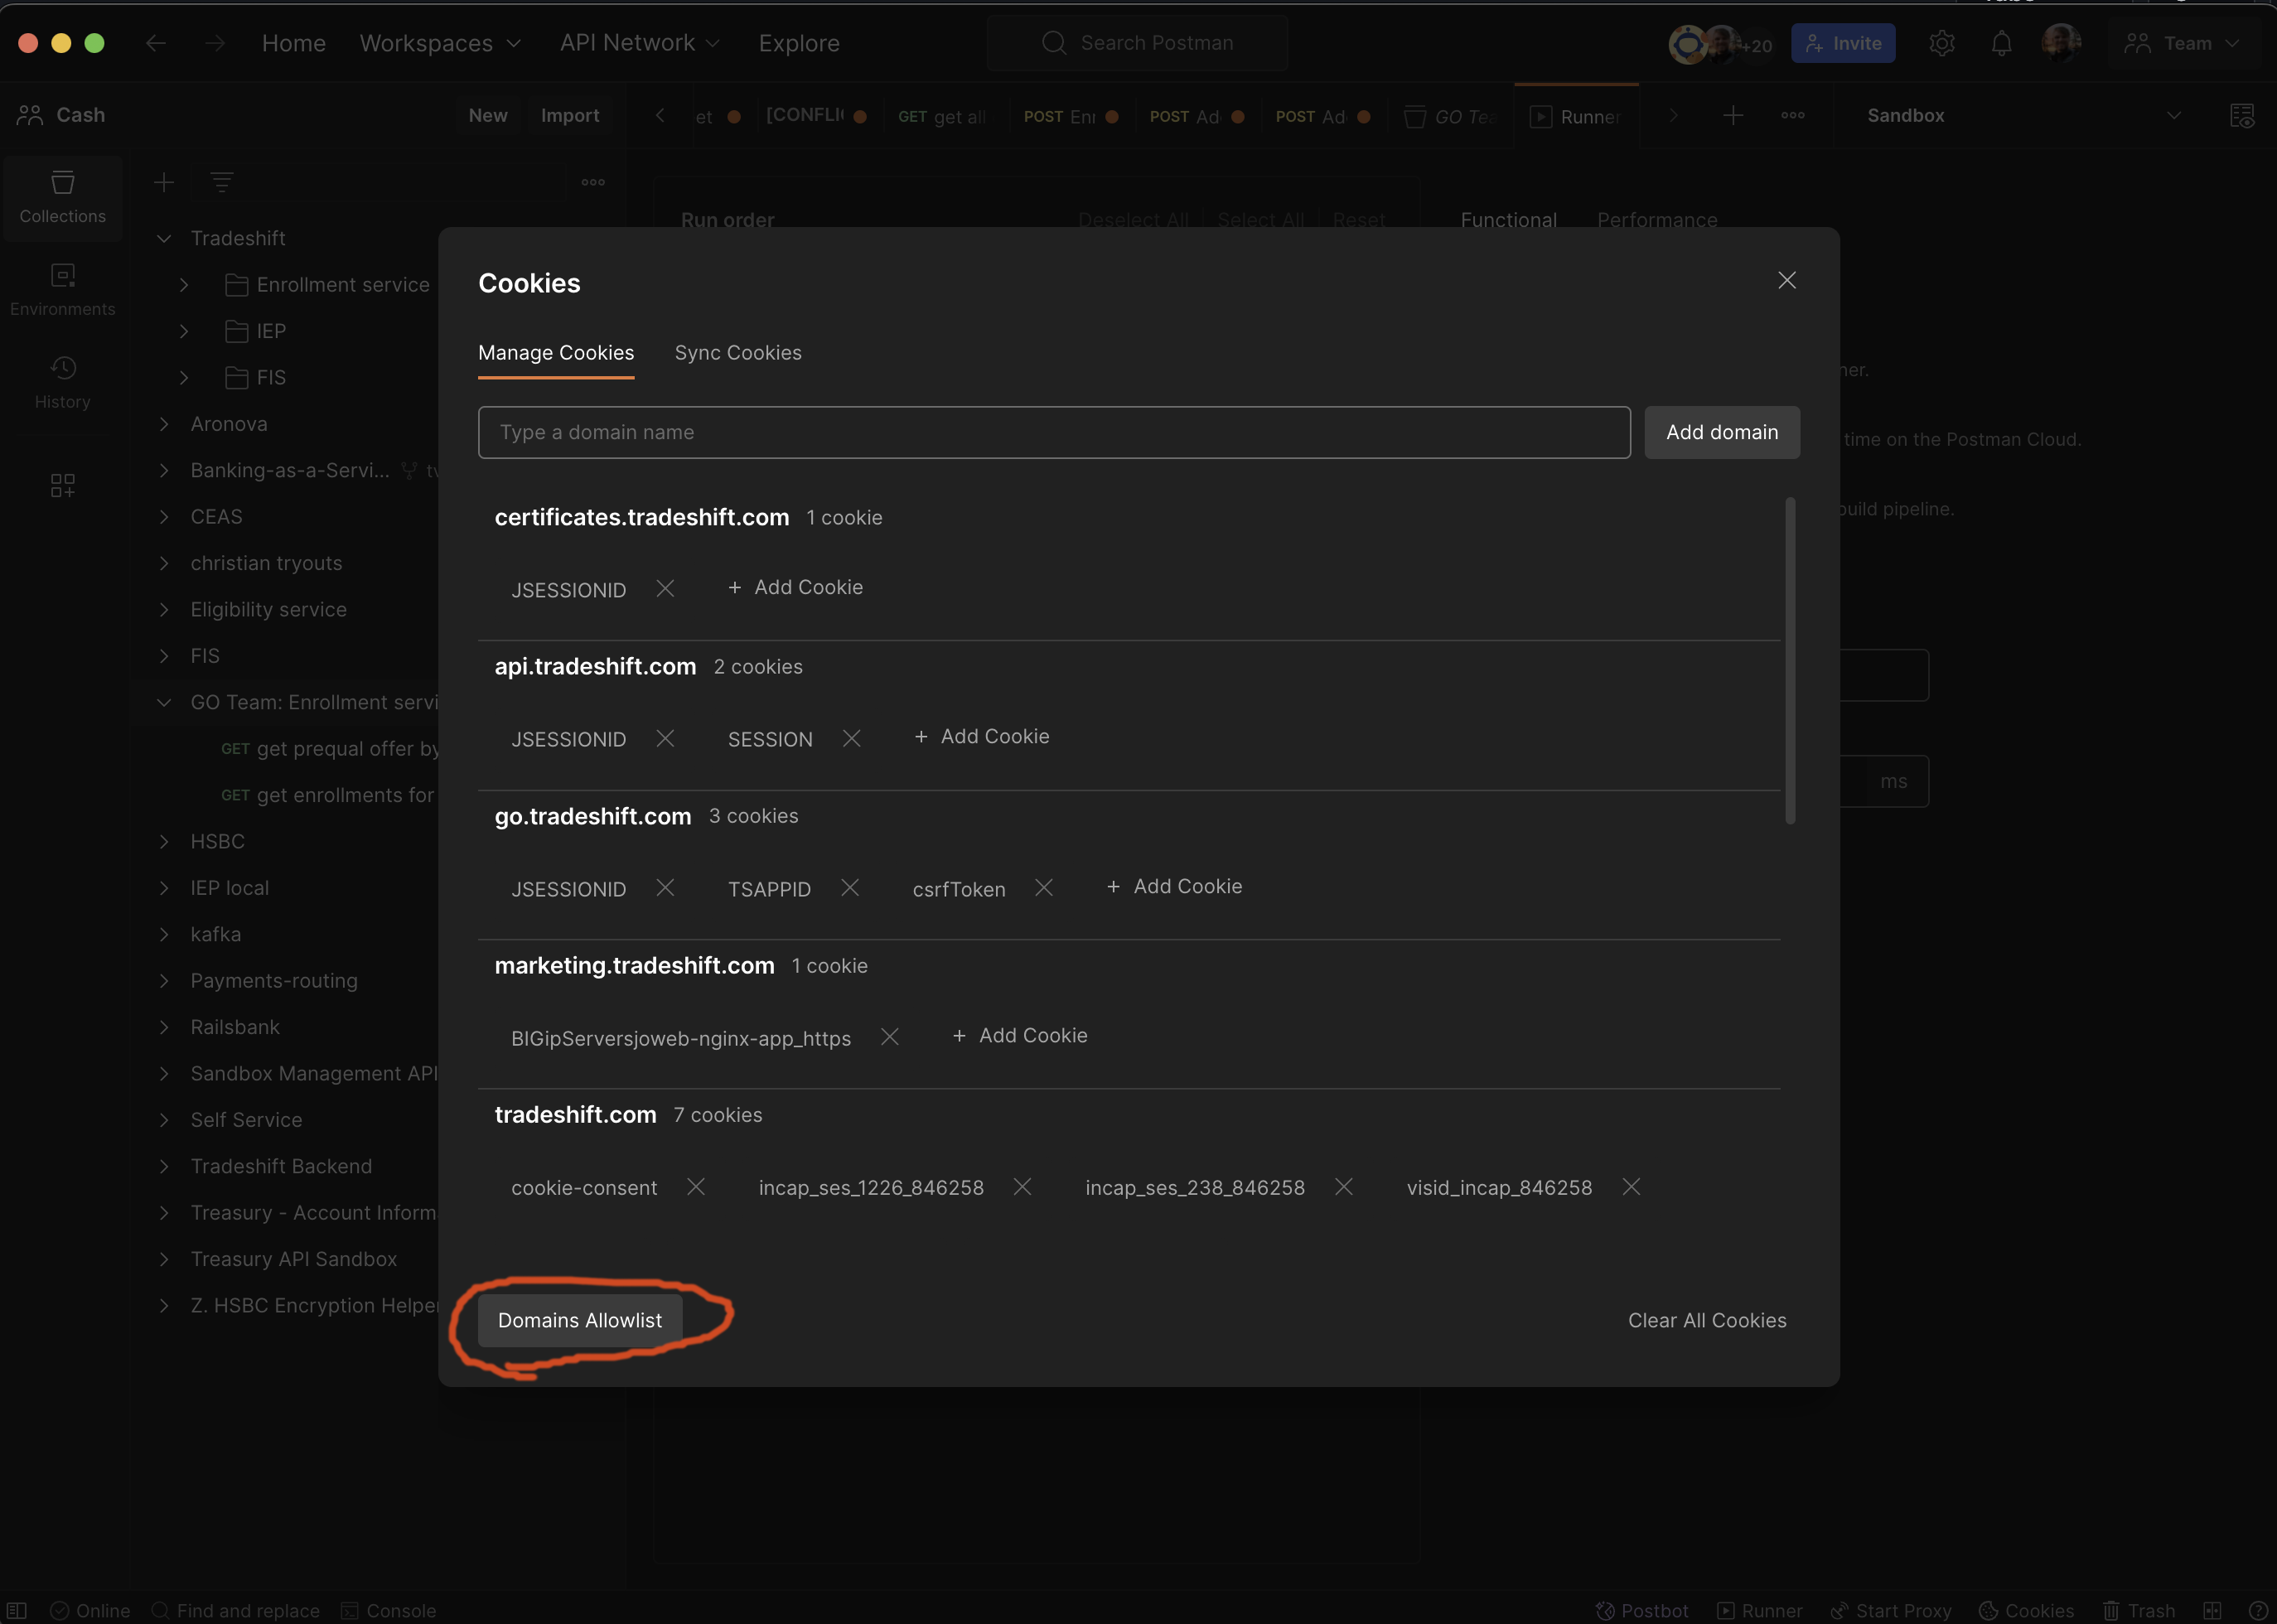 Home Workspaces API Network Explore Search Postman +20 Invite Team
Cash New Import et [CONFLI GET get all POST Enr POST Ad POST Ad GO Tea Runner Sandbox
Collections
Environments
History
Tradeshift
Enrollment service
IEP
FIS
Aronova
Banking-as-a-Servi...
CEAS
christian tryouts
Eligibility service
FIS
GO Team: Enrollment servi
GET get prequal offer by
GET get enrollments for
HSBC
IEP local
kafka
Payments-routing
Railsbank
Sandbox Management API
Self Service
Tradeshift Backend
Treasury - Account Inform
Treasury API Sandbox
Z. HSBC Encryption Helper
Run order Deselect All Select All Reset Functional Performance
Cookies
Manage Cookies Sync Cookies
Type a domain name Add domain
certificates.tradeshift.com 1 cookie
JSESSIONID + Add Cookie
api.tradeshift.com 2 cookies
JSESSIONID SESSION + Add Cookie
go.tradeshift.com 3 cookies
JSESSIONID TSAPPID csrfToken + Add Cookie
marketing.tradeshift.com 1 cookie
BIGipServersjoweb-nginx-app_https + Add Cookie
tradeshift.com 7 cookies
cookie-consent incap_ses_1226_846258 incap_ses_238_846258 visid_incap_846258
Domains Allowlist Clear All Cookies
ner.
time on the Postman Cloud.
build pipeline.
ms
Online Find and replace Console Postbot Runner Start Proxy Cookies Trash